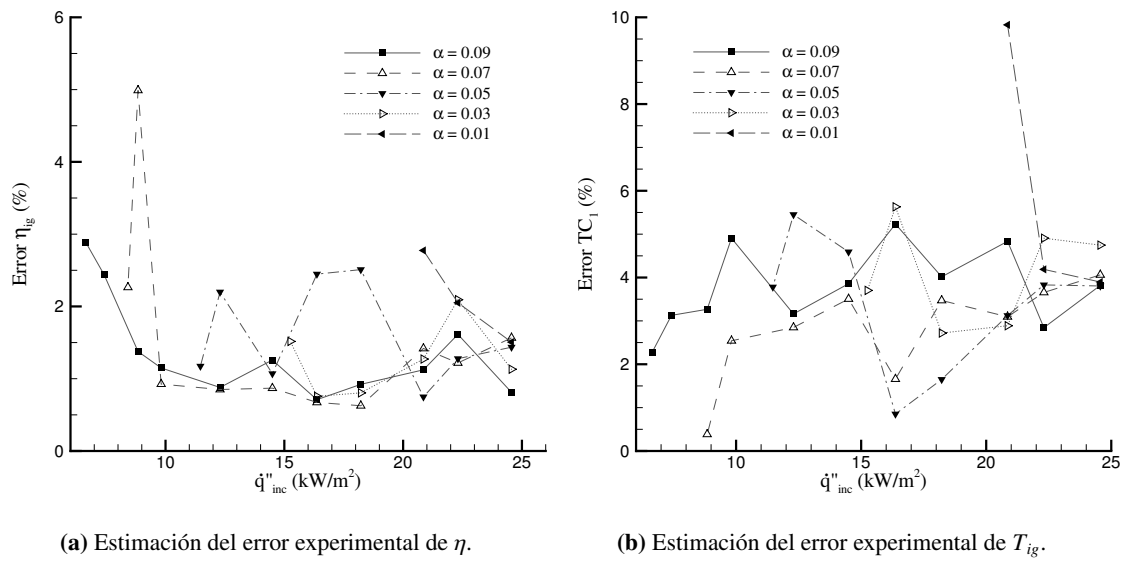 6
4
2
0
10
15
20
25
Error η_ig (%)
q̇"_inc (kW/m²)
α = 0.09
α = 0.07
α = 0.05
α = 0.03
α = 0.01
(a) Estimación del error experimental de η.
10
8
6
4
2
0
10
15
20
25
Error TC_1 (%)
q̇"_inc (kW/m²)
α = 0.09
α = 0.07
α = 0.05
α = 0.03
α = 0.01
(b) Estimación del error experimental de T_ig.